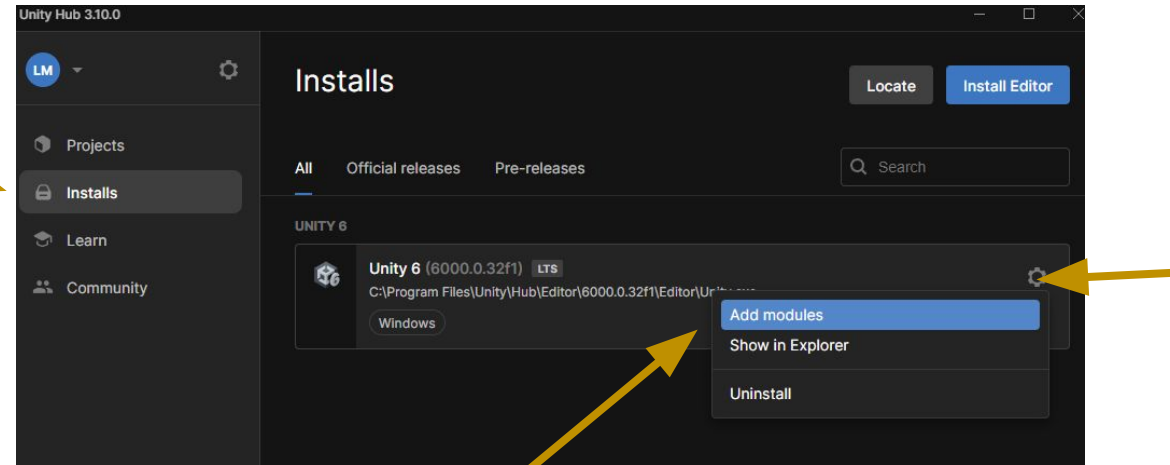 Unity Hub 3.10.0
LM
Installs
Locate
Install Editor
Projects
Installs
Learn
Community
All Official releases Pre-releases
Search
UNITY 6
Unity 6 (6000.0.32f1) LTS
C:\Program Files\Unity\Hub\Editor\6000.0.32f1\Editor\
Windows
Add modules
Show in Explorer
Uninstall